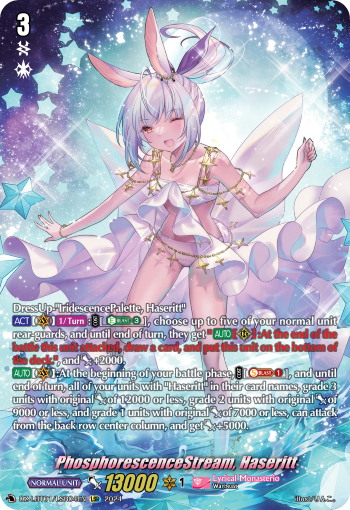 3
DressUp-"IridescencePalette, Haseritt"
ACT 1/Turn : BLAST 3 ], choose up to five of your normal unit
rear-guards, and until end of turn, they get "AUTO :At the end of the
battle this unit attacked, draw a card, and put this unit on the bottom of
the deck.", and +2000.
AUTO :At the beginning of your battle phase, BLAST 1 ], and until
end of turn, all of your units with "Haseritt" in their card names, grade 3
units with original of 12000 or less, grade 2 units with original of
9000 or less, and grade 1 units with original of 7000 or less, can attack
from the back row center column, and get +5000.
PhosphorescenceStream, Haseritt
NORMAL UNIT
13000
1
Lyrical Monasterio
2024